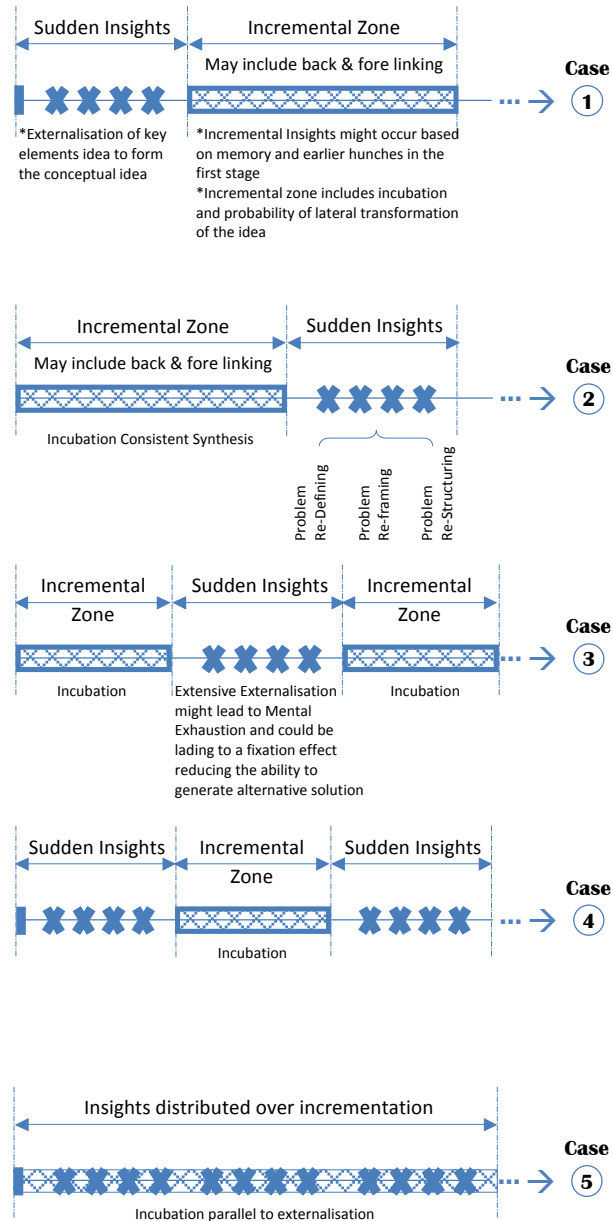 Sudden Insights
Incremental Zone
May include back & fore linking
Case
1
*Externalisation of key
elements idea to form
the conceptual idea
*Incremental Insights might occur based
on memory and earlier hunches in the
first stage
*Incremental zone includes incubation
and probability of lateral transformation
of the idea
Incremental Zone
Sudden Insights
May include back & fore linking
Case
2
Incubation Consistent Synthesis
Problem
Re-Defining
Problem
Re-framing
Problem
Re-Structuring
Incremental
Zone
Sudden Insights
Incremental
Zone
Case
3
Incubation
Extensive Externalisation
might lead to Mental
Exhaustion and could be
lading to a fixation effect
reducing the ability to
generate alternative solution
Incubation
Sudden Insights
Incremental
Zone
Sudden Insights
Case
4
Incubation
Insights distributed over incrementation
Case
5
Incubation parallel to externalisation